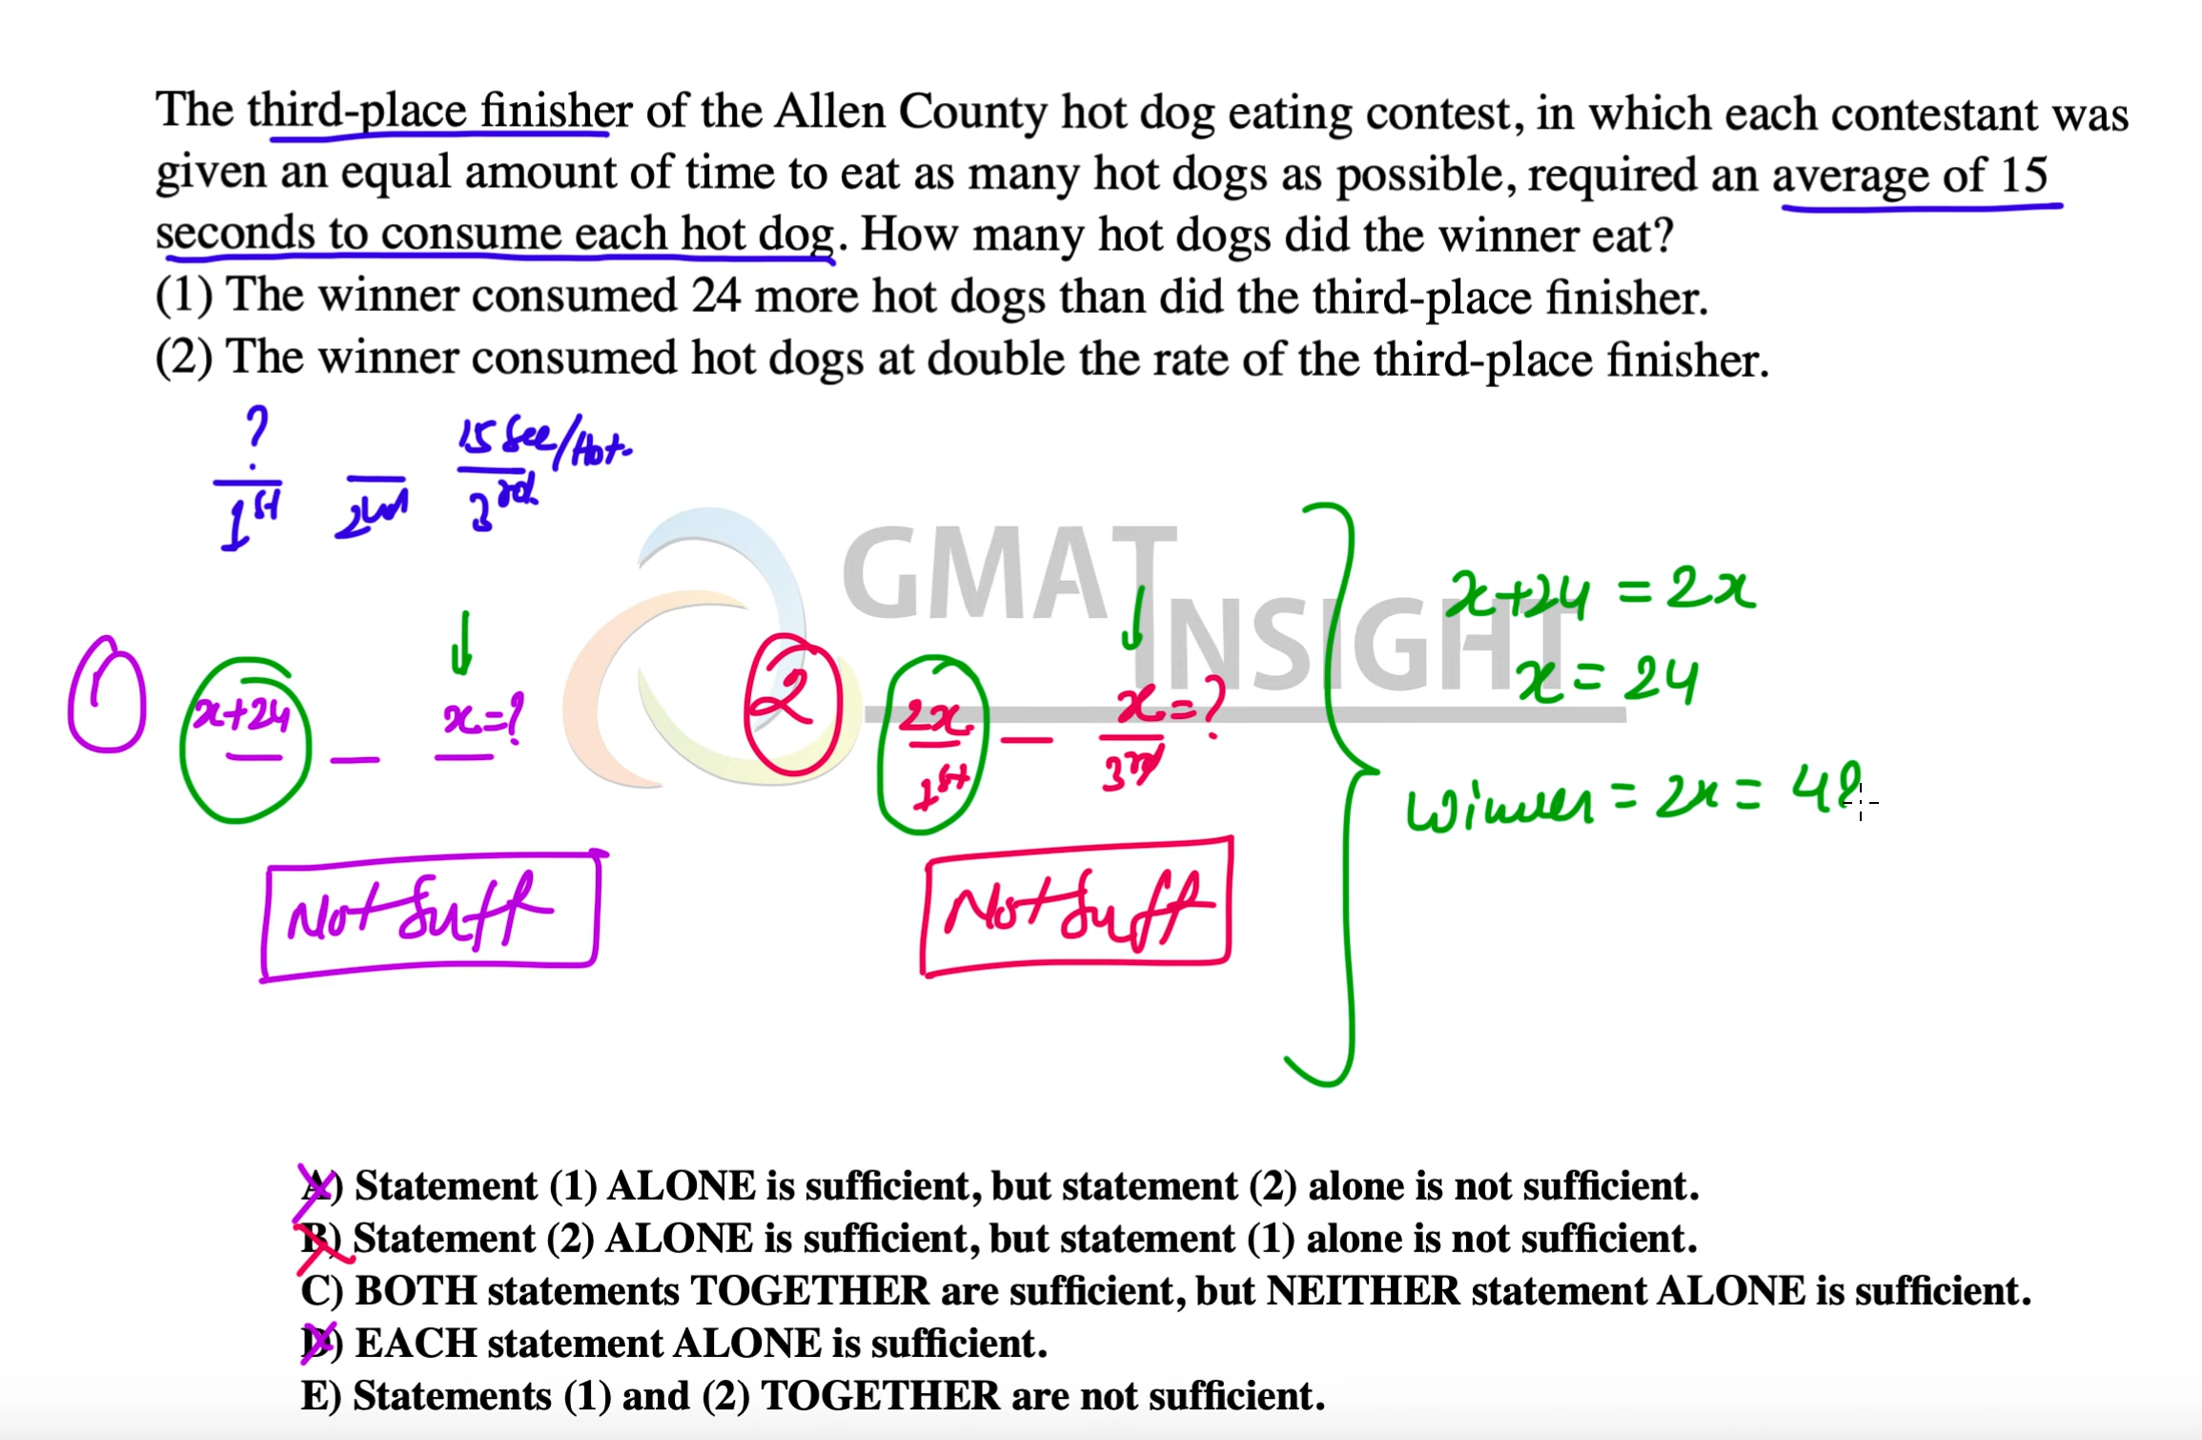 The third-place finisher of the Allen County hot dog eating contest, in which each contestant was
given an equal amount of time to eat as many hot dogs as possible, required an average of 15
seconds to consume each hot dog. How many hot dogs did the winner eat?
(1) The winner consumed 24 more hot dogs than did the third-place finisher.
(2) The winner consumed hot dogs at double the rate of the third-place finisher.
? 15 Sec/Hot.
1st 2nd 3rd
GMAT
INSIGHT
x+24 = 2x
x = 24
1 x+24 x=?
2 2x x=?
1st 3rd
Winner = 2x = 48
Not Suff Not Suff
A) Statement (1) ALONE is sufficient, but statement (2) alone is not sufficient.
B) Statement (2) ALONE is sufficient, but statement (1) alone is not sufficient.
C) BOTH statements TOGETHER are sufficient, but NEITHER statement ALONE is sufficient.
D) EACH statement ALONE is sufficient.
E) Statements (1) and (2) TOGETHER are not sufficient.